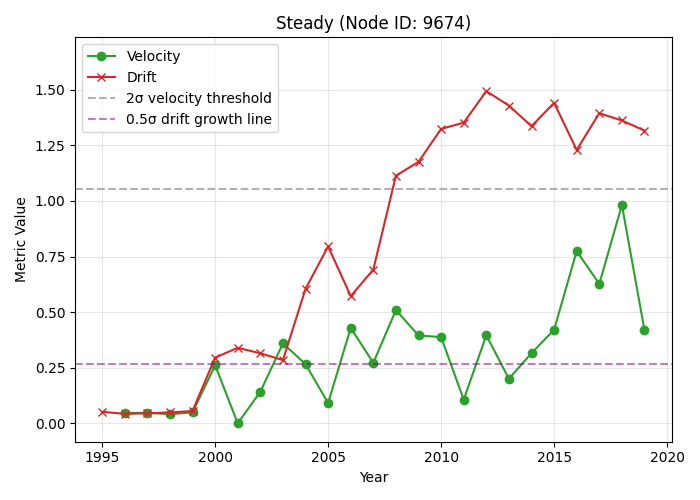 Steady (Node ID: 9674)
Velocity
Drift
2σ velocity threshold
0.5σ drift growth line
Metric Value
1.50
1.25
1.00
0.75
0.50
0.25
0.00
1995 2000 2005 2010 2015 2020
Year